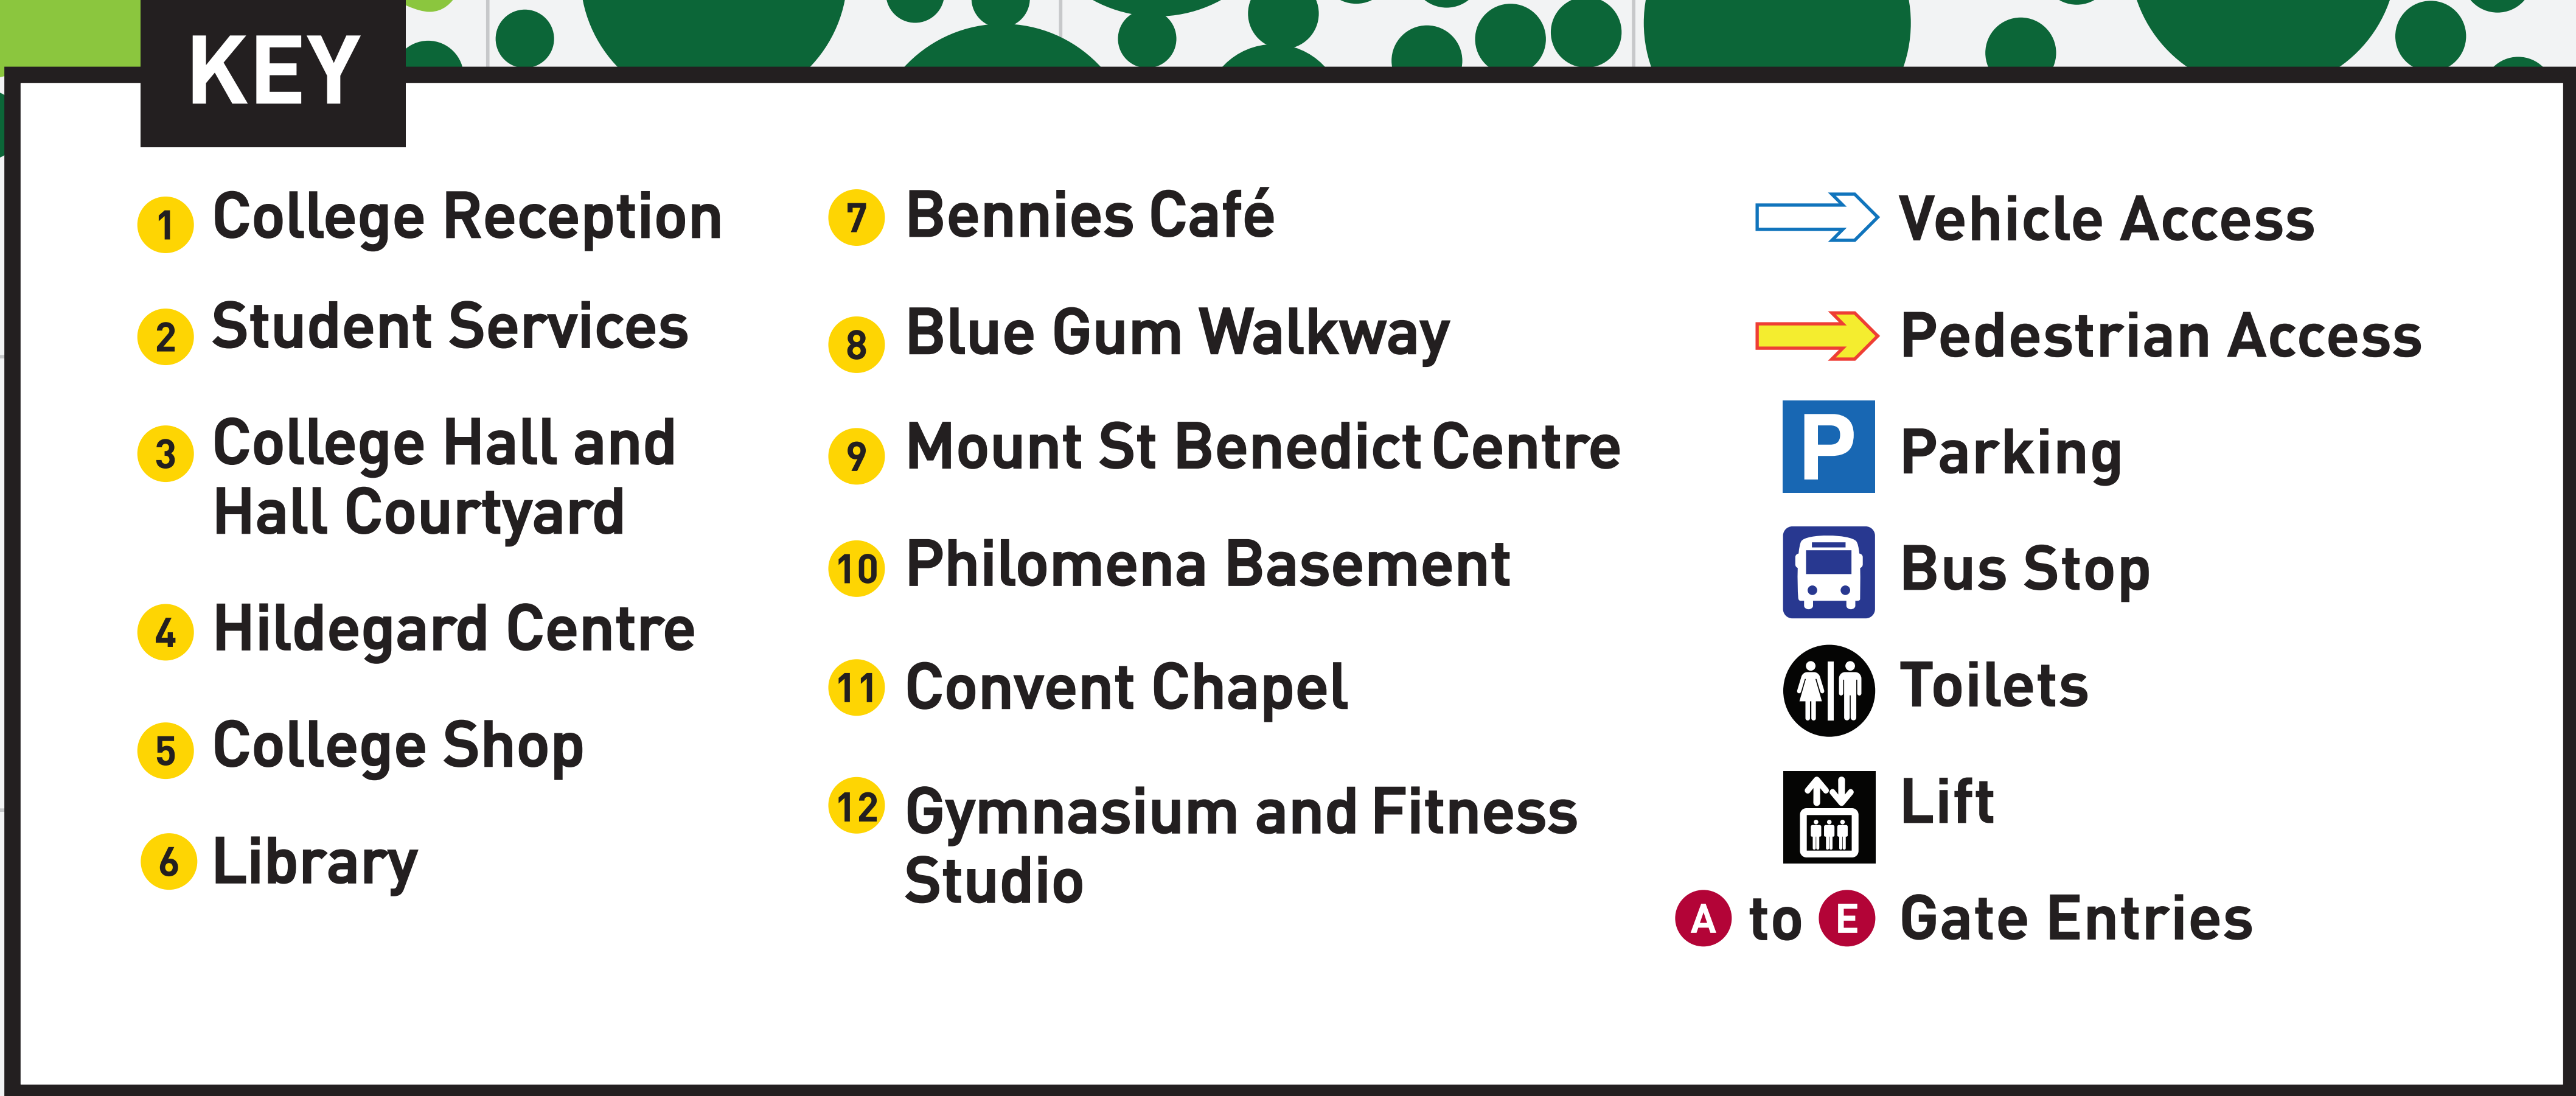 KEY
1 College Reception
2 Student Services
3 College Hall and
Hall Courtyard
4 Hildegard Centre
5 College Shop
6 Library
7 Bennies Café
8 Blue Gum Walkway
9 Mount St Benedict Centre
10 Philomena Basement
11 Convent Chapel
12 Gymnasium and Fitness
Studio
Vehicle Access
Pedestrian Access
P Parking
Bus Stop
Toilets
Lift
A to E Gate Entries